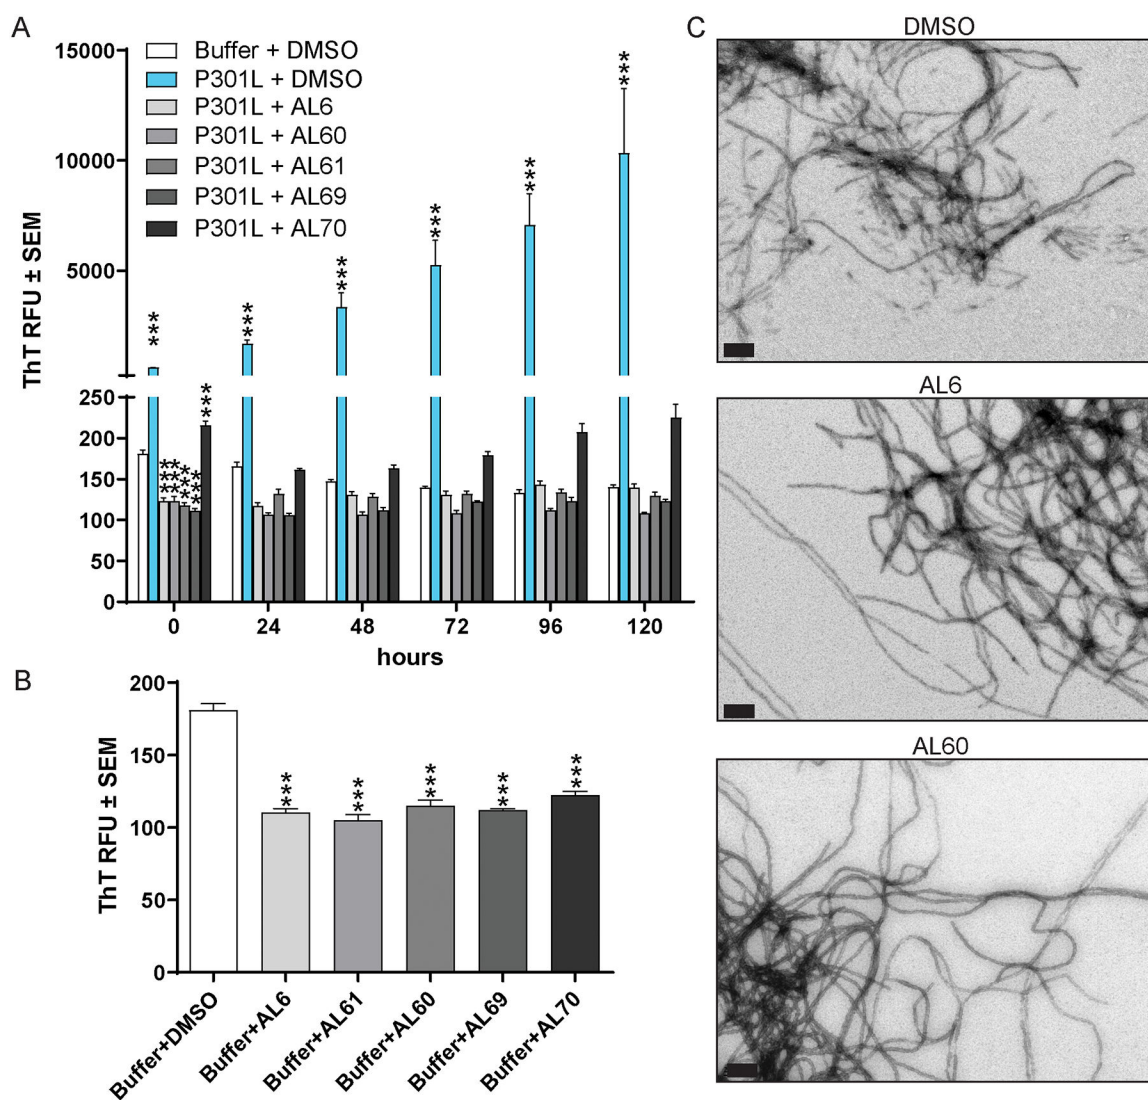 A
15000
10000
5000
250
200
150
100
50
0
ThT RFU ± SEM
Buffer + DMSO
P301L + DMSO
P301L + AL6
P301L + AL60
P301L + AL61
P301L + AL69
P301L + AL70
***
***
***
***
***
***
***
***
***
***
***
0 24 48 72 96 120
hours
B
200
150
100
50
0
ThT RFU ± SEM
*** *** *** *** ***
Buffer+DMSO
Buffer+AL6
Buffer+AL61
Buffer+AL60
Buffer+AL69
Buffer+AL70
C
DMSO
AL6
AL60